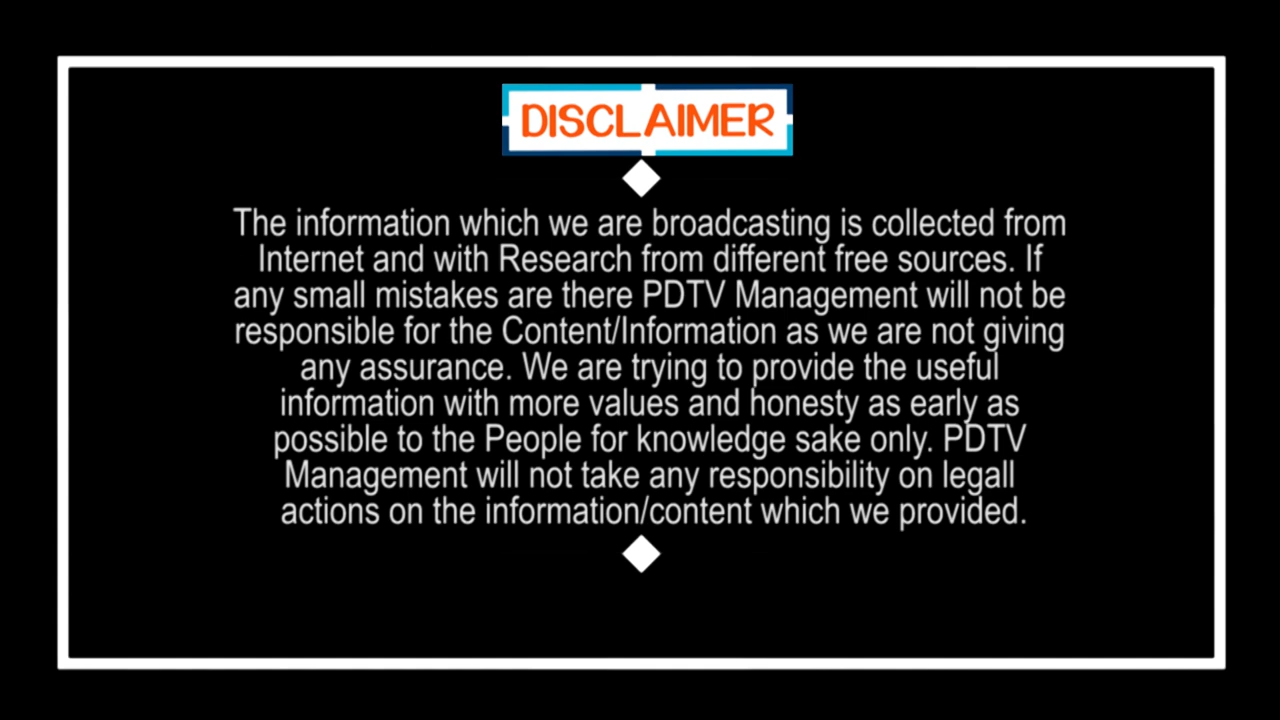 DISCLAIMER
The information which we are broadcasting is collected from
Internet and with Research from different free sources. If
any small mistakes are there PDTV Management will not be
responsible for the Content/Information as we are not giving
any assurance. We are trying to provide the useful
information with more values and honesty as early as
possible to the People for knowledge sake only. PDTV
Management will not take any responsibility on legall
actions on the information/content which we provided.